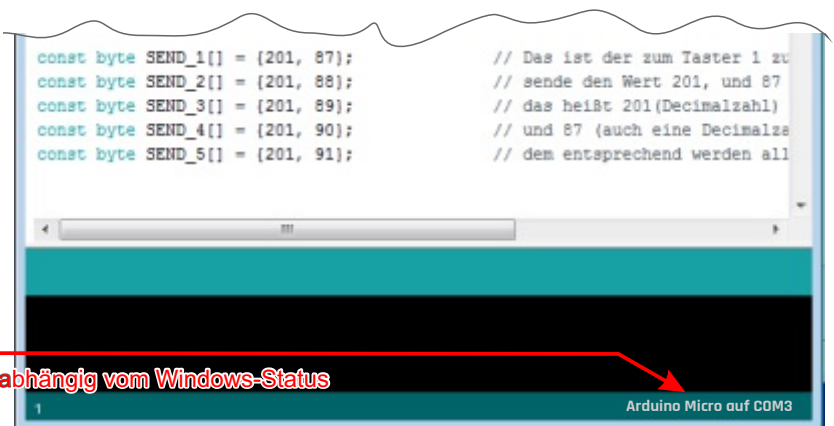 const byte SEND_1[] = {201, 87}; // Das ist der zum Taster 1 zu
const byte SEND_2[] = {201, 88}; // sende den Wert 201, und 87
const byte SEND_3[] = {201, 89}; // das heißt 201(Decimalzahl)
const byte SEND_4[] = {201, 90}; // und 87 (auch eine Decimalza
const byte SEND_5[] = {201, 91}; // dem entsprechend werden all
abhängig vom Windows-Status
1 Arduino Micro auf COM3